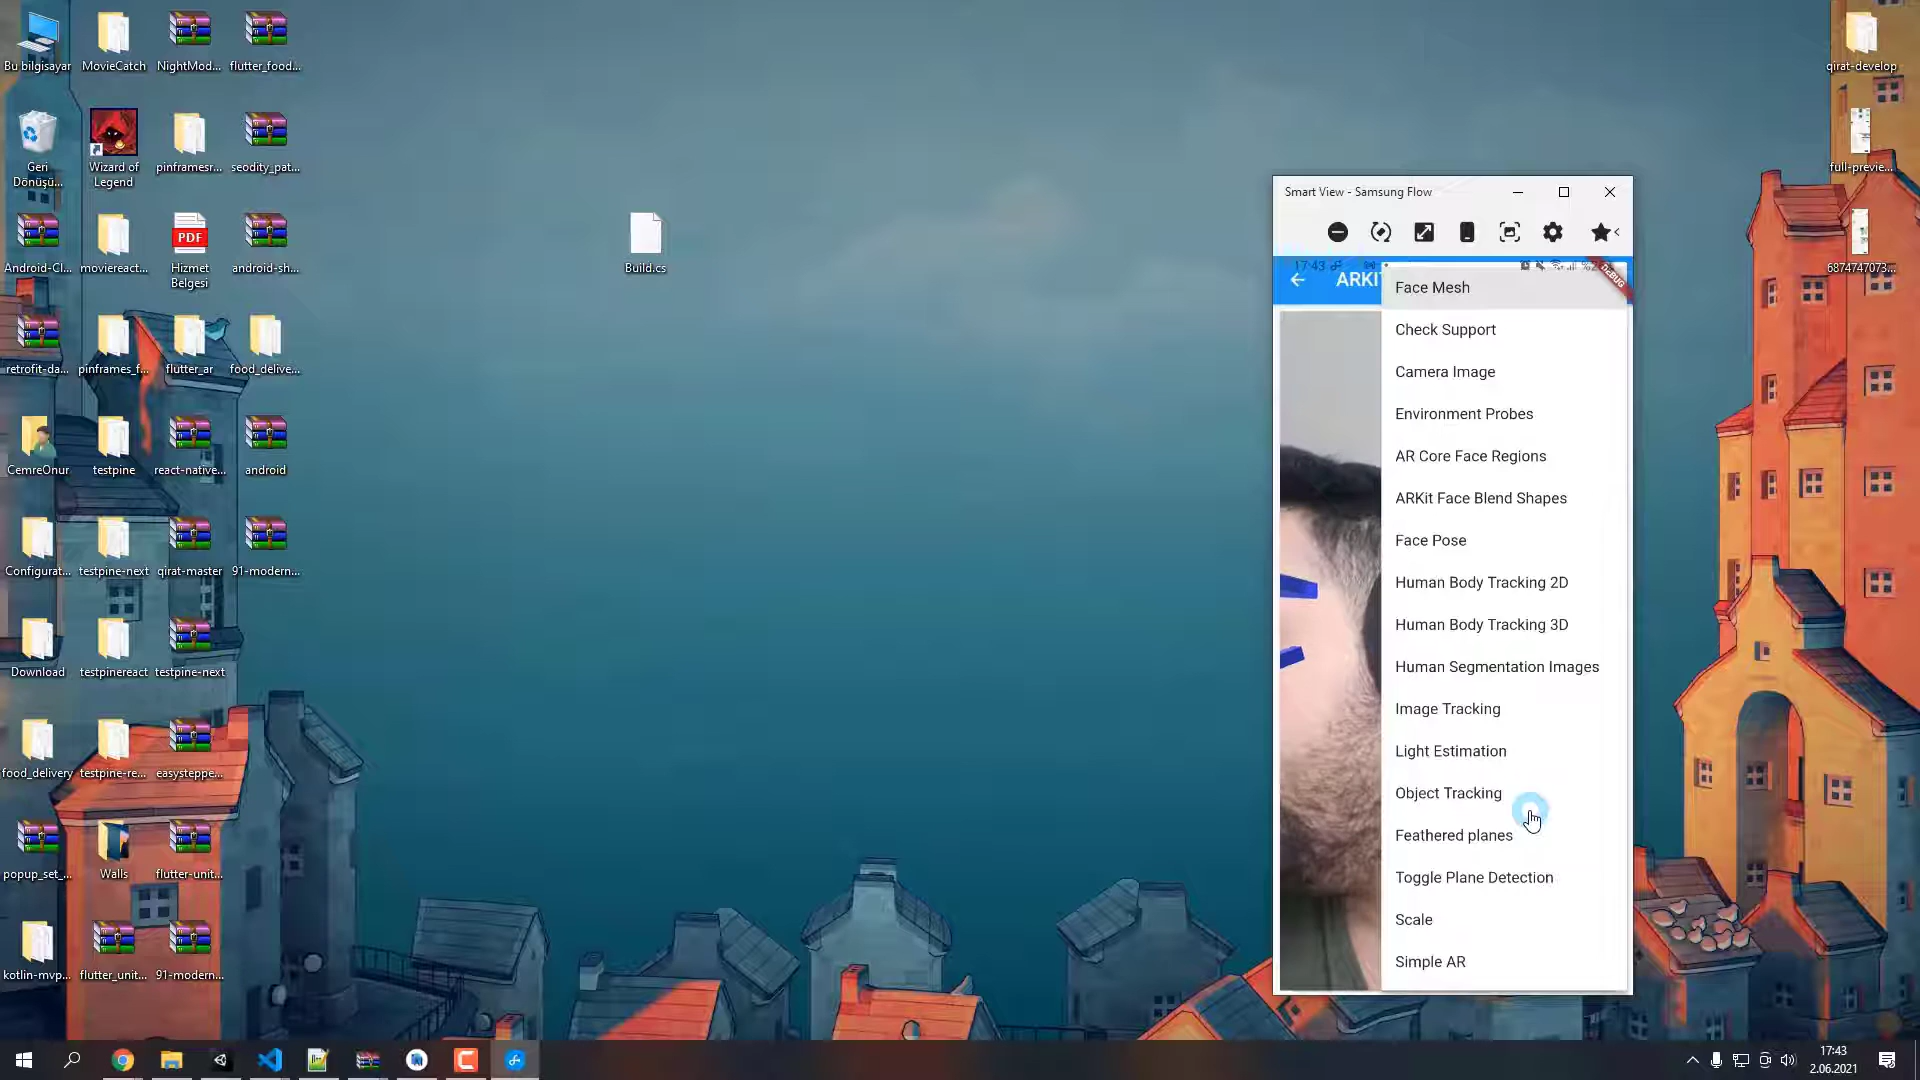 Bu bilgisayar
MovieCatch
NightMod...
flutter_food...
Geri
Dönüşü...
Wizard of
Legend
pinframesr...
seodity_pat...
Android-Cl...
moviereact...
PDF
Hizmet
Belgesi
android-sh...
retrofit-da...
pinframes_f...
flutter_ar
food_delive...
CemreOnur
testpine
react-native...
android
Configurat...
testpine-next
qirat-master
91-modern...
Download
testpinereact
testpine-next
food_delivery
testpine-re...
easysteppe...
popup_set_...
Walls
flutter-unit...
kotlin-mvp...
flutter_unit...
91-modern...
Build.cs
qirat-develop
full-previe...
6874747073...
Smart View - Samsung Flow
17:43
ARKi
DEBUG
Face Mesh
Check Support
Camera Image
Environment Probes
AR Core Face Regions
ARKit Face Blend Shapes
Face Pose
Human Body Tracking 2D
Human Body Tracking 3D
Human Segmentation Images
Image Tracking
Light Estimation
Object Tracking
Feathered planes
Toggle Plane Detection
Scale
Simple AR
17:43
2.06.2021